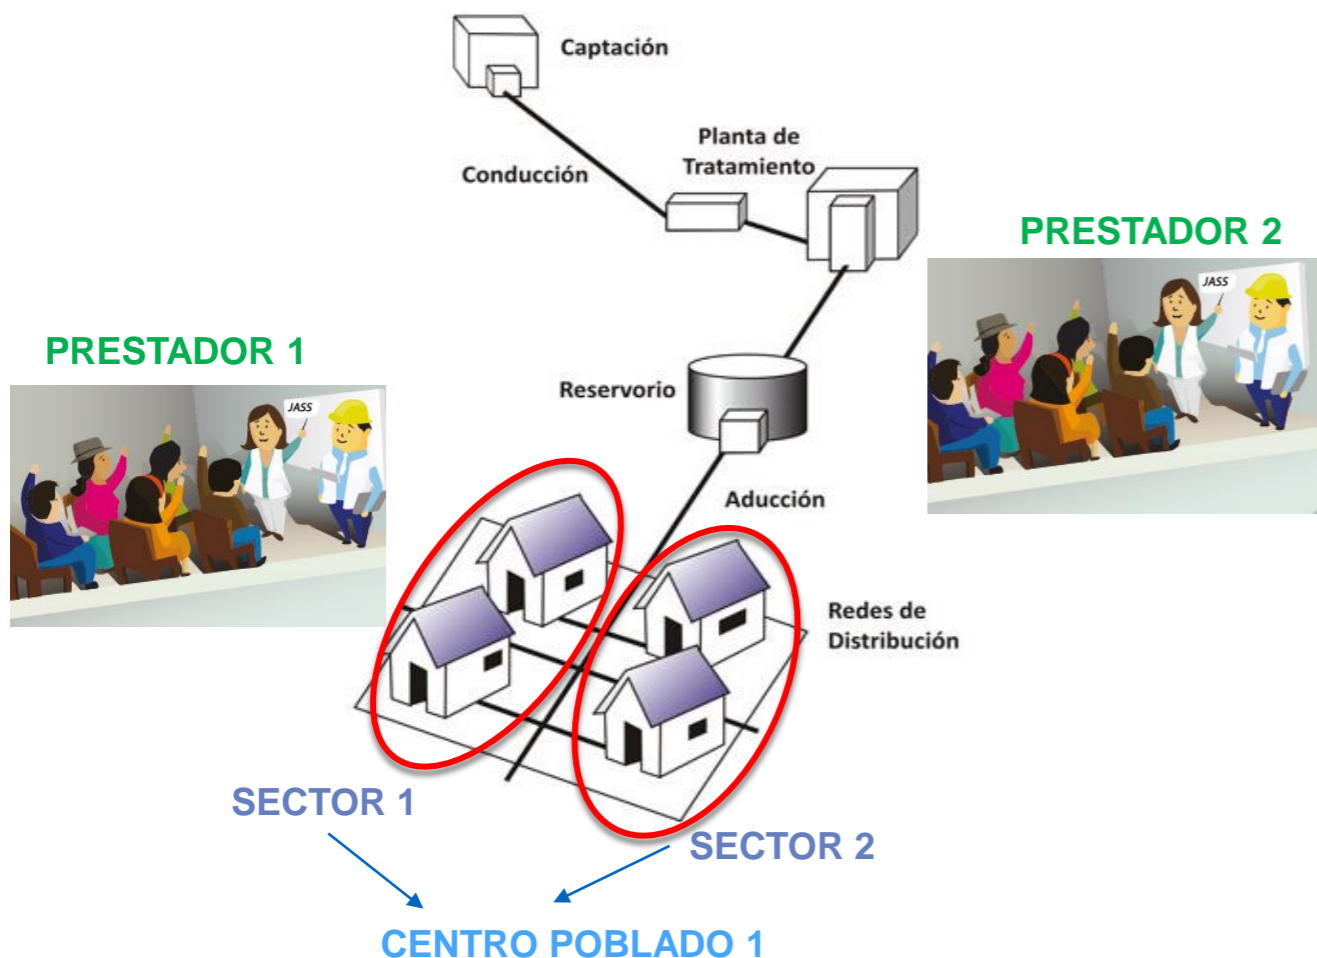 Captación
Planta de
Tratamiento
Conducción
PRESTADOR 2
JASS
PRESTADOR 1
JASS
Reservorio
Aducción
Redes de
Distribución
SECTOR 1
SECTOR 2
CENTRO POBLADO 1